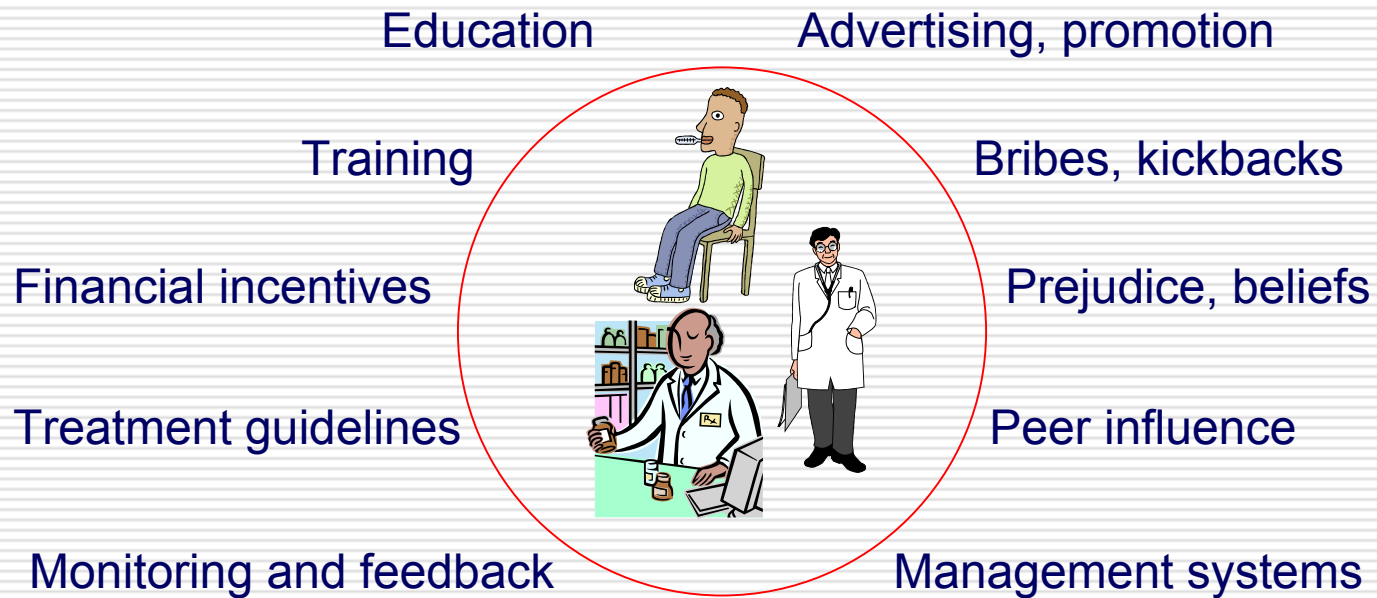 Education
Advertising, promotion
Training
Bribes, kickbacks
Financial incentives
Prejudice, beliefs
Treatment guidelines
Peer influence
Monitoring and feedback
Management systems
Rx